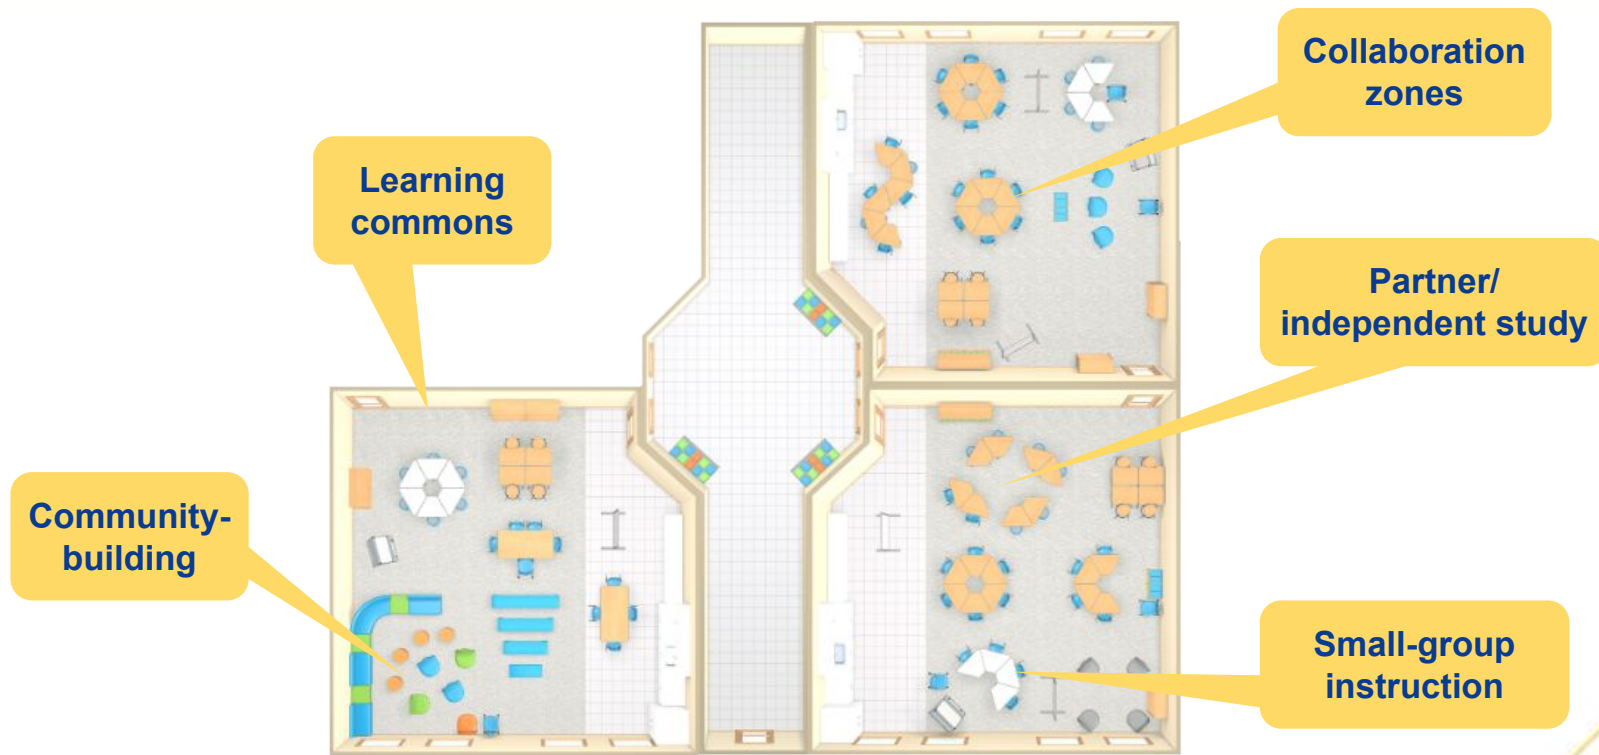 Collaboration
zones
Learning
commons
Partner/
independent study
Community-
building
Small-group
instruction